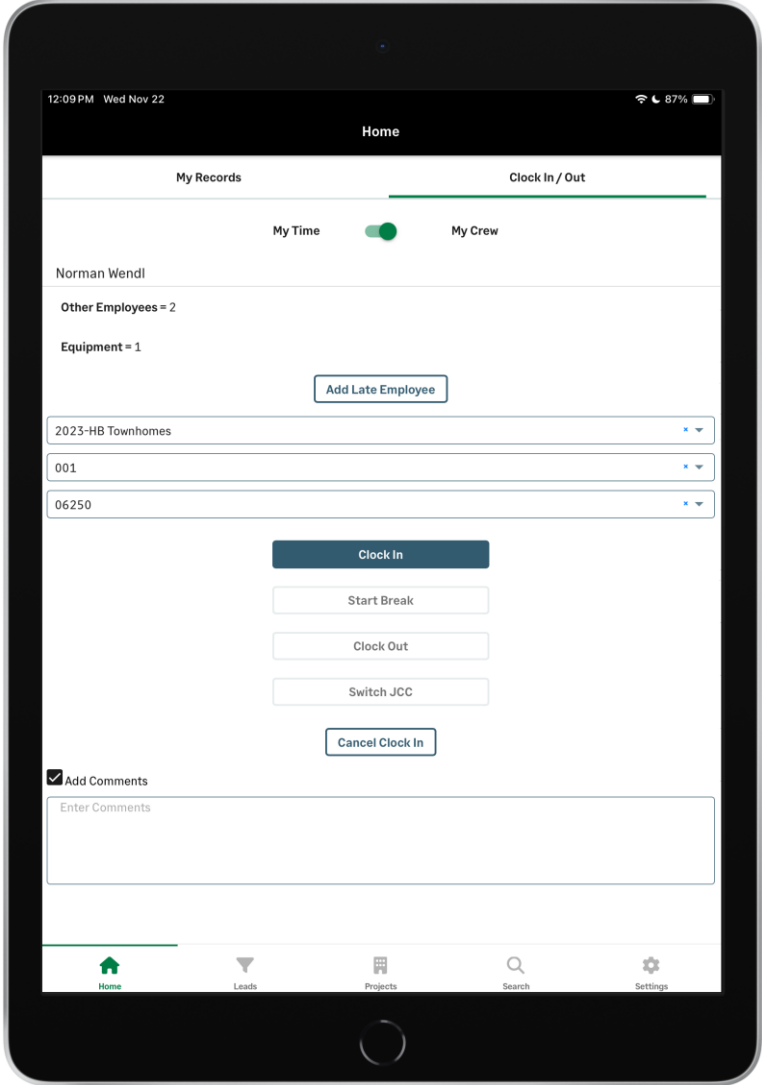 12:09 PM Wed Nov 22 87%
Home
My Records Clock In / Out
My Time My Crew
Norman Wendl
Other Employees = 2
Equipment = 1
Add Late Employee
2023-HB Townhomes
001
06250
Clock In
Start Break
Clock Out
Switch JCC
Cancel Clock In
Add Comments
Enter Comments
Home Leads Projects Search Settings